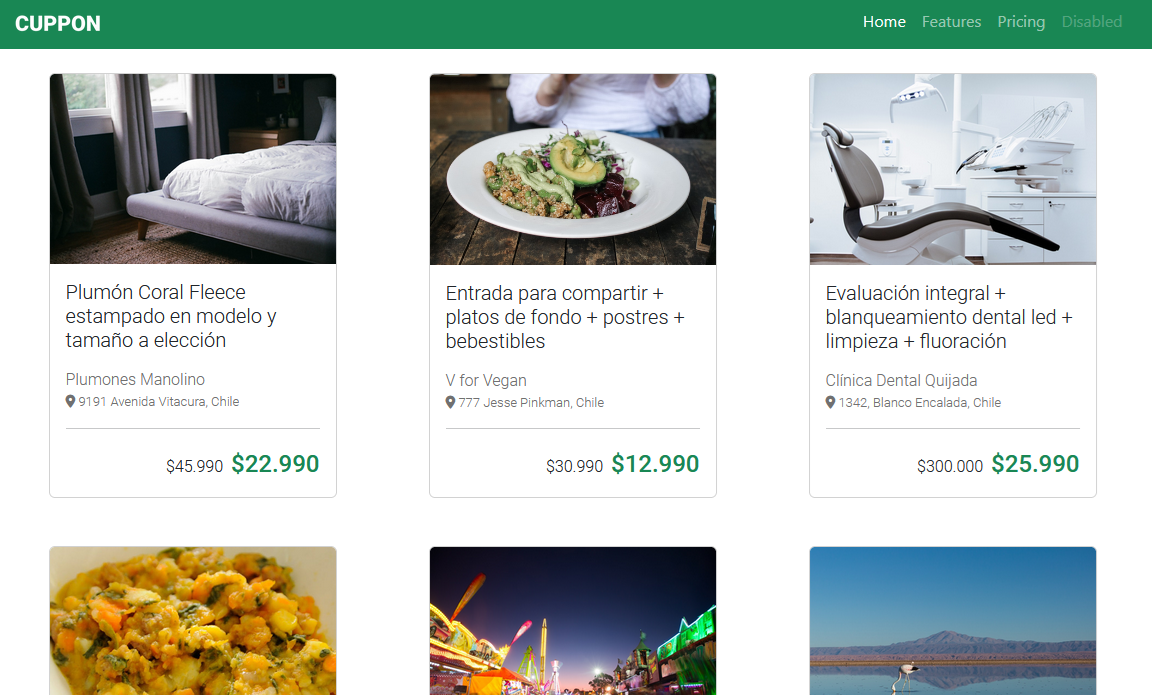 CUPPON
Home Features Pricing Disabled
Plumón Coral Fleece
estampado en modelo y
tamaño a elección
Plumones Manolino
9191 Avenida Vitacura, Chile
$45.990 $22.990
Entrada para compartir +
platos de fondo + postres +
bebestibles
V for Vegan
777 Jesse Pinkman, Chile
$30.990 $12.990
Evaluación integral +
blanqueamiento dental led +
limpieza + fluoración
Clínica Dental Quijada
1342, Blanco Encalada, Chile
$300.000 $25.990